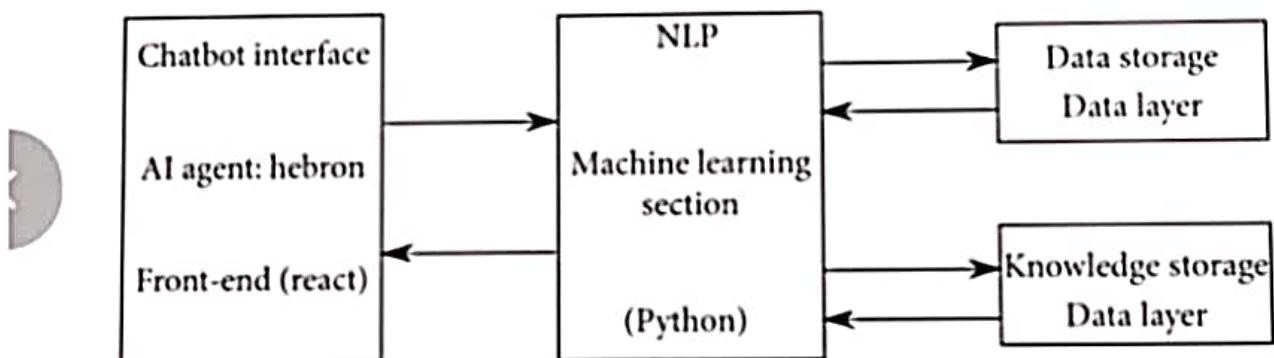 Chatbot interface
AI agent: hebron
Front-end (react)
NLP
Machine learning
section
(Python)
Data storage
Data layer
Knowledge storage
Data layer